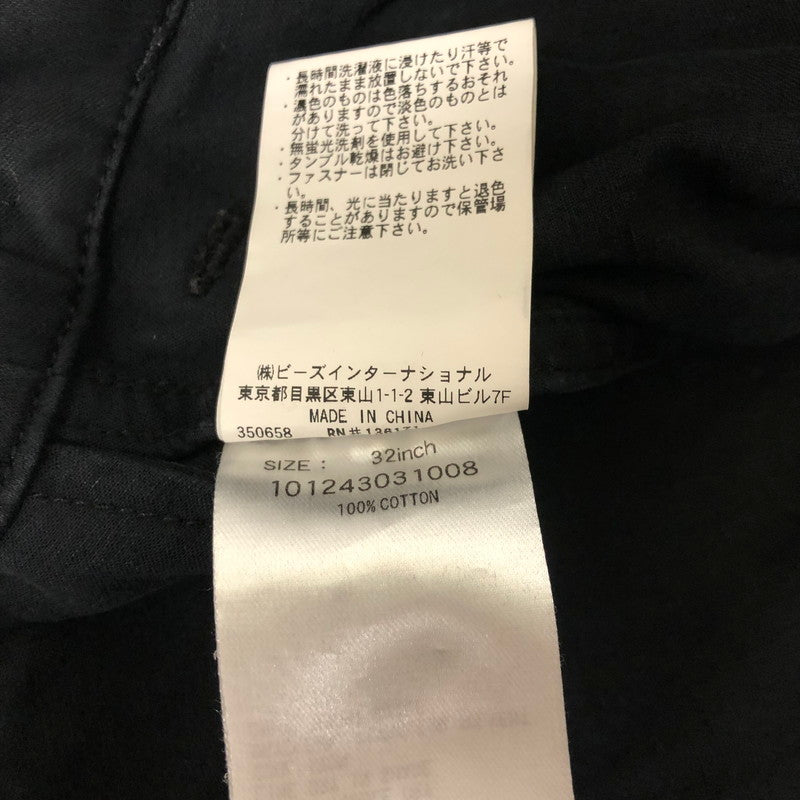 ・長時間洗濯液に浸けたり汗等で
濡れたまま放置しないで下さい。
・濃色のものは色落ちするおそれ
がありますので淡色のものとは
分けて洗って下さい。
・無蛍光洗剤を使用して下さい。
・タンブル乾燥はお避け下さい。
・ファスナーは閉じてお洗い下さ
い。
・長時間、光に当たりますと退色
することがありますので保管場
所等にご注意下さい。
㈱ビーズインターナショナル
東京都目黒区東山1-1-2 東山ビル7F
MADE IN CHINA
350658 RN#
SIZE : 32inch
101243031008
100% COTTON